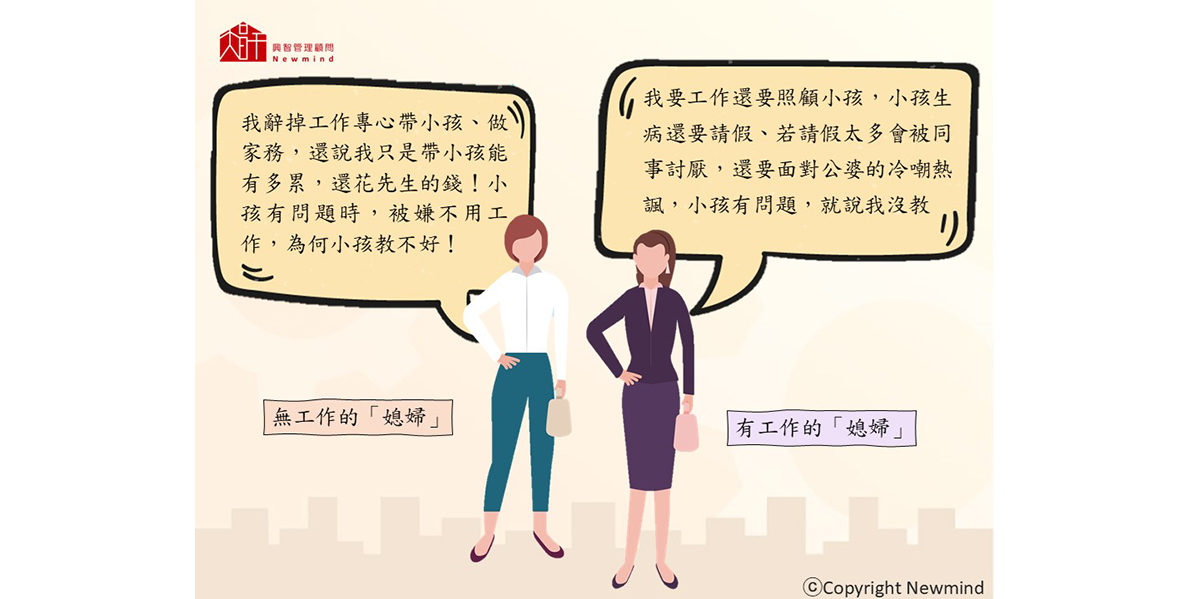 興智管理顧問
Newmind
我辭掉工作專心帶小孩、做
家務，還說我只是帶小孩能
有多累，還花先生的錢！小
孩有問題時，被嫌不用工
作，為何小孩教不好！
我要工作還要照顧小孩，小孩生
病還要請假、若請假太多會被同
事討厭，還要面對公婆的冷嘲熱
諷，小孩有問題，就說我沒教
無工作的「媳婦」
有工作的「媳婦」
ⓒCopyright Newmind